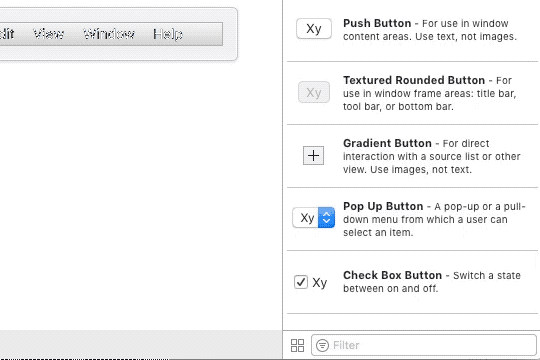 dit View Window Help
Xy
Push Button - For use in window
content areas. Use text, not images.
Xy
Textured Rounded Button - For
use in window frame areas: title bar,
tool bar, or bottom bar.
Gradient Button - For direct
interaction with a source list or other
view. Use images, not text.
Xy
Pop Up Button - A pop-up or a pull-
down menu from which a user can
select an item.
Xy
Check Box Button - Switch a state
between on and off.
Filter